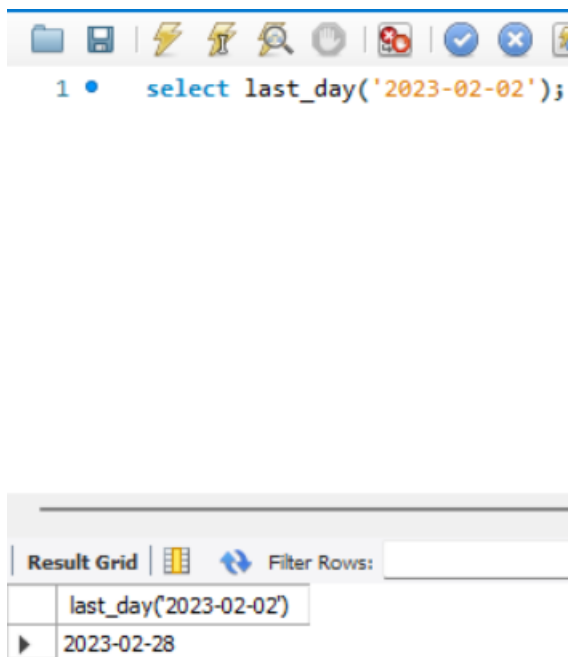 1 select last_day('2023-02-02');
Result Grid Filter Rows:
last_day('2023-02-02')
2023-02-28